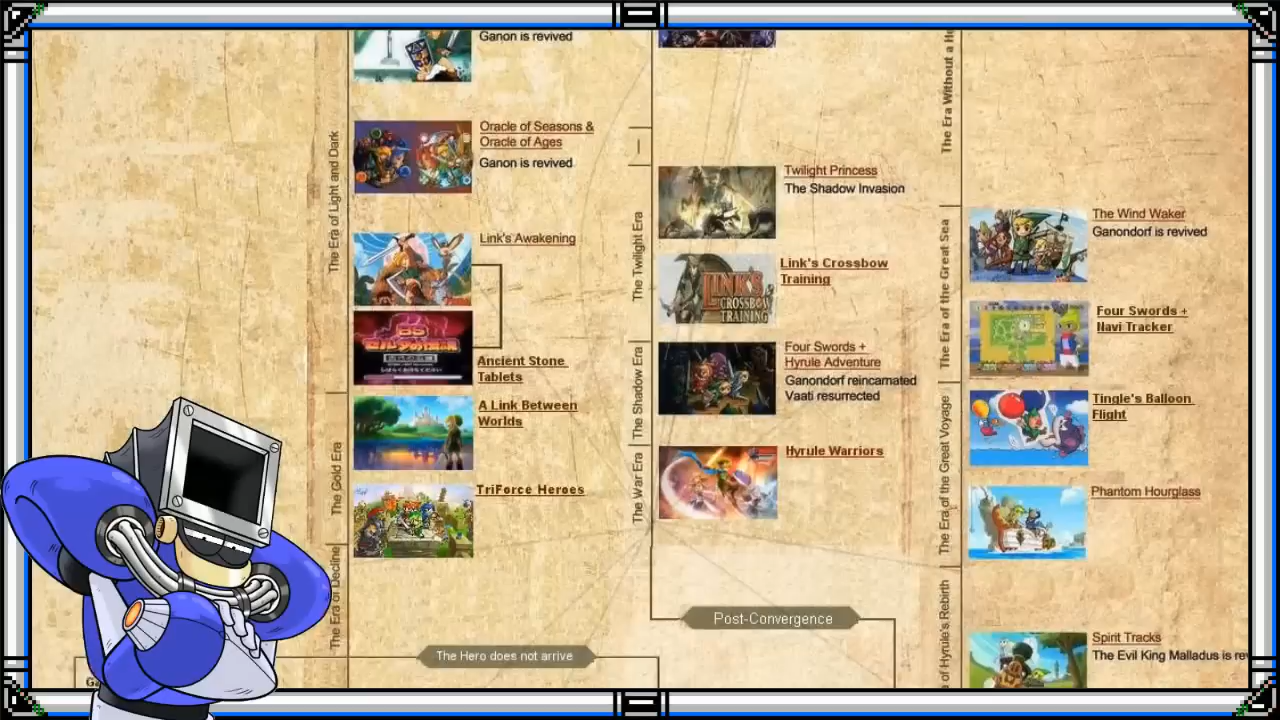 Ganon is revived
Oracle of Seasons &
Oracle of Ages
Ganon is revived
The Era of Light and Dark
Link's Awakening
Ancient Stone
Tablets
A Link Between
Worlds
The Gold Era
TriForce Heroes
The Era of Decline
The Hero does not arrive
Twilight Princess
The Shadow Invasion
The Twilight Era
Link's Crossbow
Training
LINK'S
CROSSBOW
TRAINING
The Shadow Era
Four Swords +
Hyrule Adventure
Ganondorf reincarnated
Vaati resurrected
The War Era
Hyrule Warriors
Post-Convergence
The Era Without a He
The Wind Waker
Ganondorf is revived
The Era of the Great Sea
Four Swords +
Navi Tracker
Tingle's Balloon
Flight
The Era of the Great Voyage
Phantom Hourglass
of Hyrule's Rebirth
Spirit Tracks
The Evil King Malladus is re